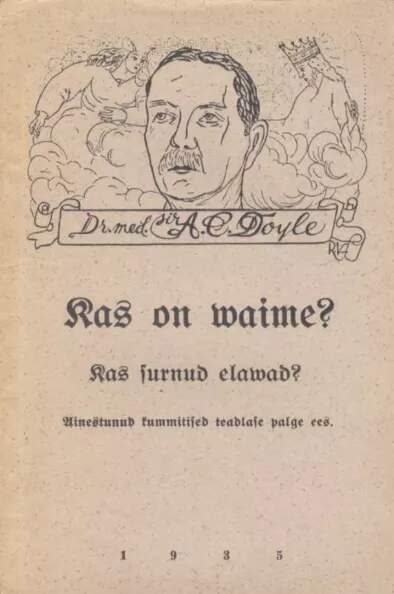 Dr. med. sir A. C. Doyle
RVA
Kas on waime?
Kas surnud elawad?
Ainestunud kummitised teadlase palge ees.
1 9 3 5